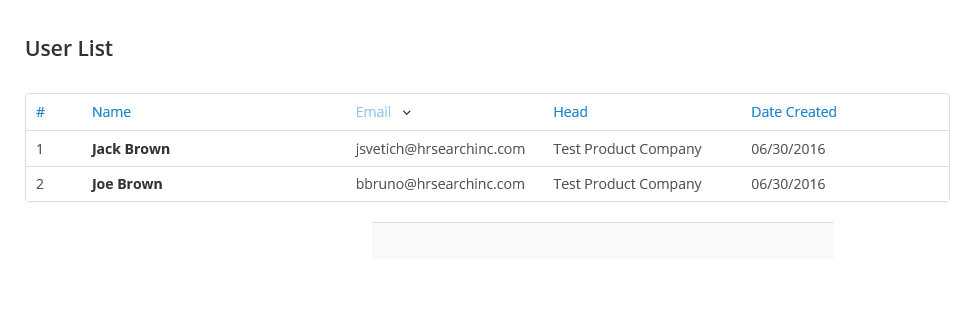 User List
# Name Email Head Date Created
1 Jack Brown jsvetich@hrsearchinc.com Test Product Company 06/30/2016
2 Joe Brown bbruno@hrsearchinc.com Test Product Company 06/30/2016